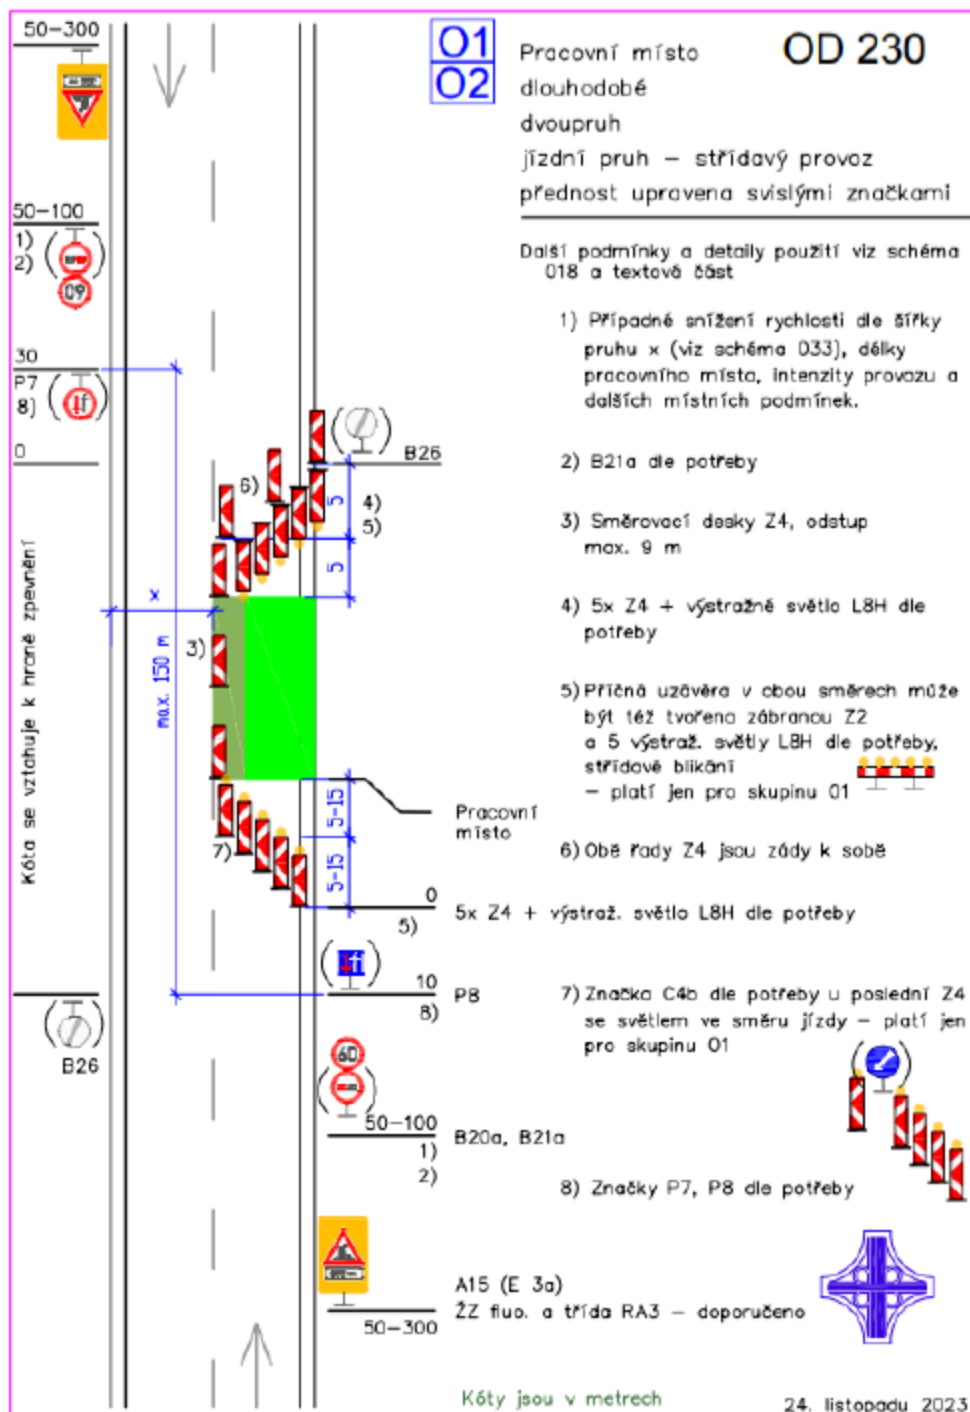 O1
O2
Pracovní místo
OD 230
dlouhodobé
dvoupruh
jízdní pruh – střídavý provoz
přednost upravena svislými značkami
Další podmínky a detaily použití viz schéma
018 a textová část
1) Případné snížení rychlosti dle šířky
pruhu x (viz schéma 033), délky
pracovního místa, intenzity provozu a
dalších místních podmínek.
2) B21a dle potřeby
3) Směrovací desky Z4, odstup
max. 9 m
4) 5x Z4 + výstražné světlo L8H dle
potřeby
5) Příčná uzávěra v obou směrech může
být též tvořena zábranou Z2
a 5 výstraž. světly L8H dle potřeby,
střídavé blikání
– platí jen pro skupinu O1
6) Obě řady Z4 jsou zády k sobě
5x Z4 + výstraž. světlo L8H dle potřeby
7) Značka C4b dle potřeby u poslední Z4
se světlem ve směru jízdy – platí jen
pro skupinu O1
8) Značky P7, P8 dle potřeby
A15 (E 3a)
ŽZ fluo. a třída RA3 – doporučeno
Kóty jsou v metrech
24. listopadu 2023
50-300
50-100
1)
2)
60
30
P7
8)
0
B26
6)
5
4)
5)
5
x
3)
max. 150 m
Kóta se vztahuje k hraně zpevnění
5-15
Pracovní
místo
7)
5-15
0
5)
10
P8
8)
B26
60
50-100
B20a, B21a
1)
2)
50-300